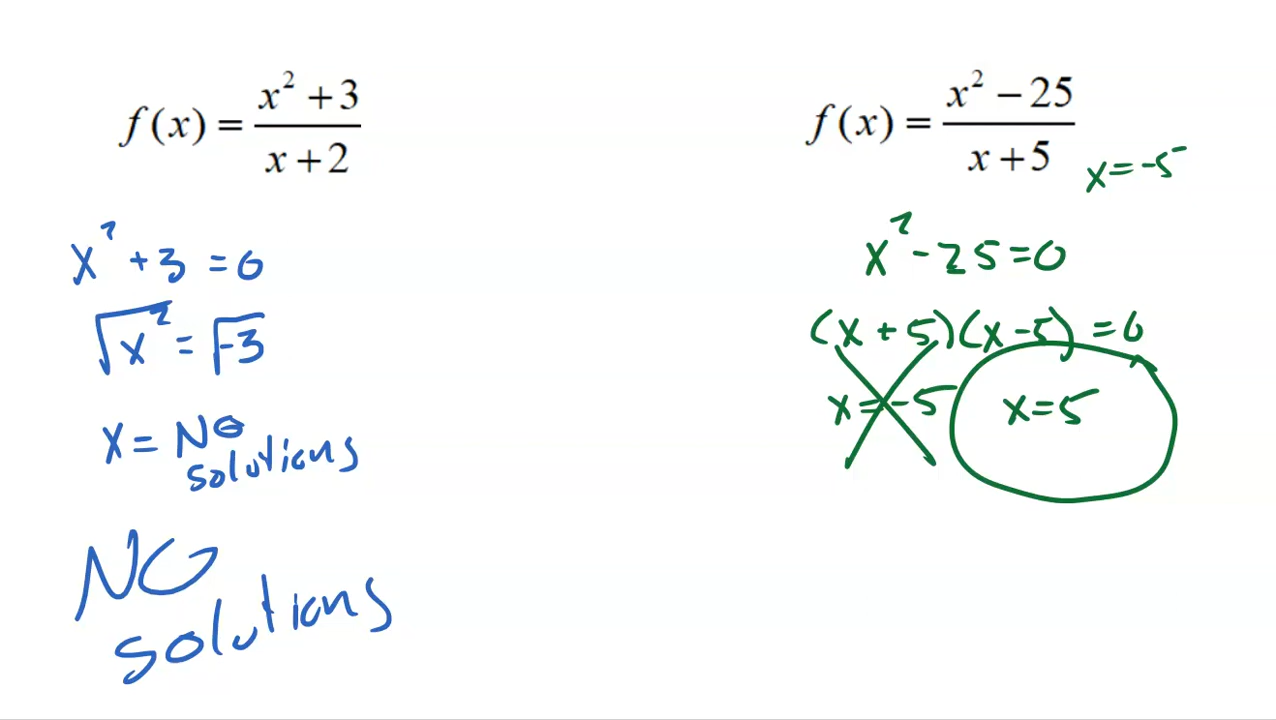 f(x) = (x² + 3)/(x + 2)
x² + 3 = 0
√x² = √-3
x = NO
solutions
NO
solutions
f(x) = (x² − 25)/(x + 5)
x = -5
x² - 25 = 0
(x + 5)(x - 5) = 0
x = -5 x = 5